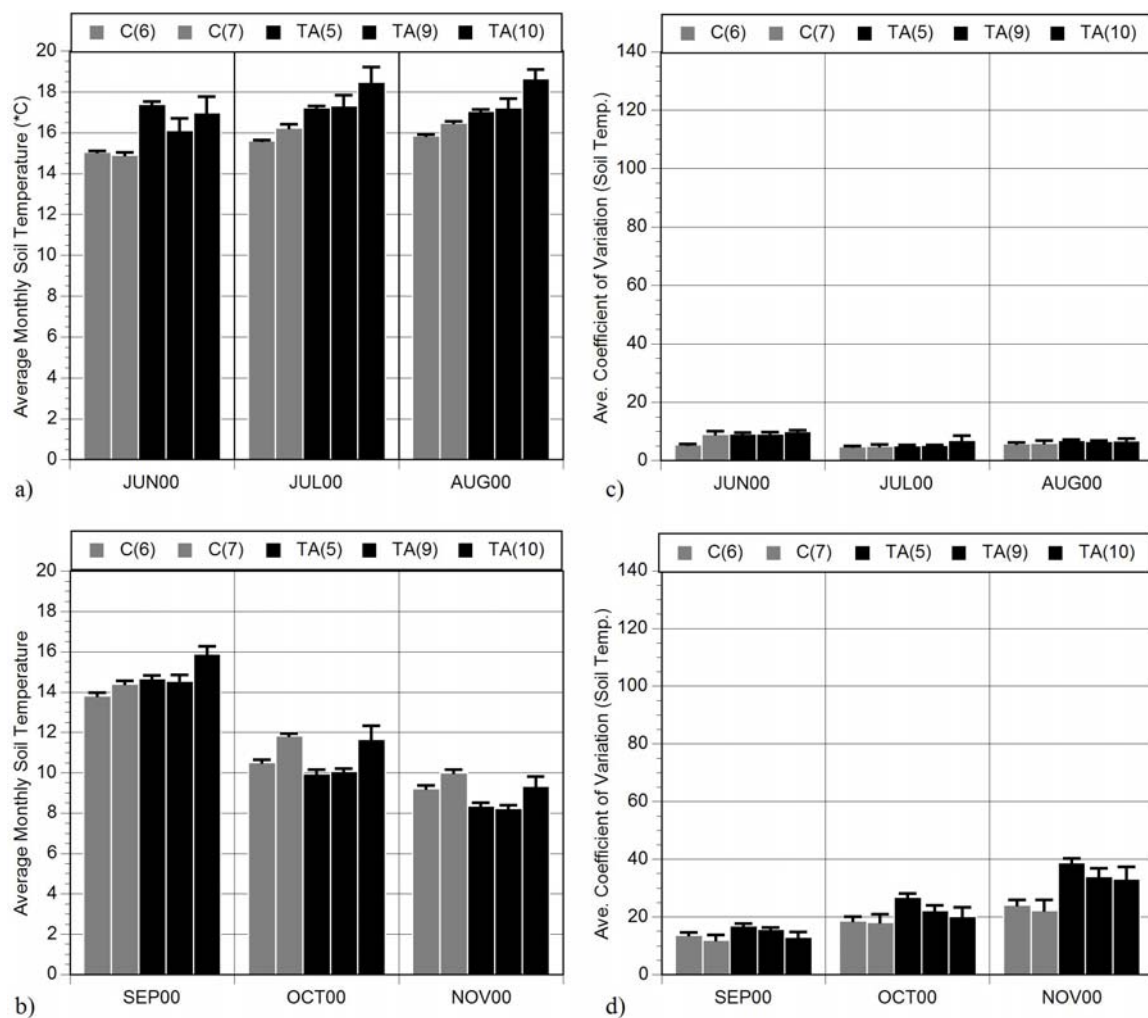 C(6) C(7) TA(5) TA(9) TA(10)
20
18
16
14
12
10
8
6
4
2
0
Average Monthly Soil Temperature (*C)
JUN00 JUL00 AUG00
a)
C(6) C(7) TA(5) TA(9) TA(10)
140
120
100
80
60
40
20
0
Ave. Coefficient of Variation (Soil Temp.)
JUN00 JUL00 AUG00
c)
C(6) C(7) TA(5) TA(9) TA(10)
20
18
16
14
12
10
8
6
4
2
0
Average Monthly Soil Temperature
SEP00 OCT00 NOV00
b)
C(6) C(7) TA(5) TA(9) TA(10)
140
120
100
80
60
40
20
0
Ave. Coefficient of Variation (Soil Temp.)
SEP00 OCT00 NOV00
d)